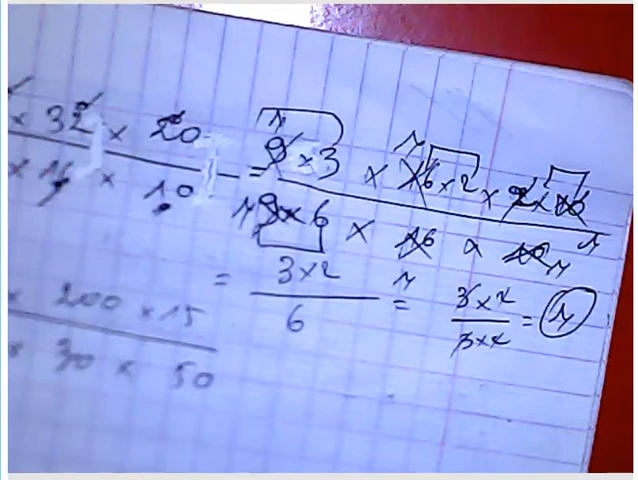 x 32 x 20 = 9 x 3 x 16 x 2 x 2 x 10
x 16 x 10 9 x 6 x 16 x 10
= 3 x 2 = 3 x 2 = 1
6 3 x 2
x 200 x 15
x 30 x 50